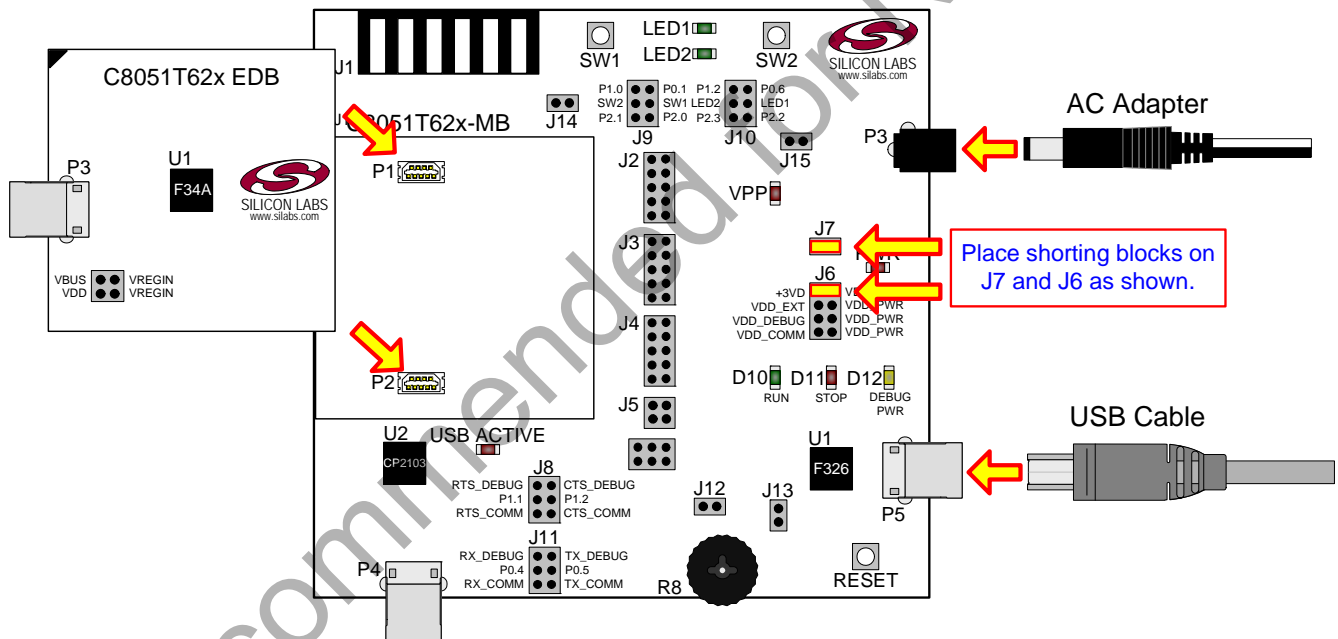 C8051T62x EDB
P3
U1
F34A
SILICON LABS
www.silabs.com
VBUS VREGIN
VDD VREGIN
J1
C8051T62x-MB
P1
P2
LED1
LED2
SW1
SW2
SILICON LABS
www.silabs.com
J14
P1.0 P0.1
SW2 SW1
P2.1 P2.0
J9
P1.2 P0.6
LED2 LED1
P2.3 P2.2
J10
J15
P3
AC Adapter
J2
VPP
J3
J7
J6
Place shorting blocks on
J7 and J6 as shown.
+3VD
VDD_EXT VDD_PWR
VDD_DEBUG VDD_PWR
VDD_COMM VDD_PWR
J4
D10
RUN
D11
STOP
D12
DEBUG
PWR
J5
USB Cable
U2
CP2103
USB ACTIVE
U1
F326
P5
J8
RTS_DEBUG CTS_DEBUG
P1.1 P1.2
RTS_COMM CTS_COMM
J12
J13
J11
RX_DEBUG TX_DEBUG
P0.4 P0.5
RX_COMM TX_COMM
P4
R8
RESET
commended for